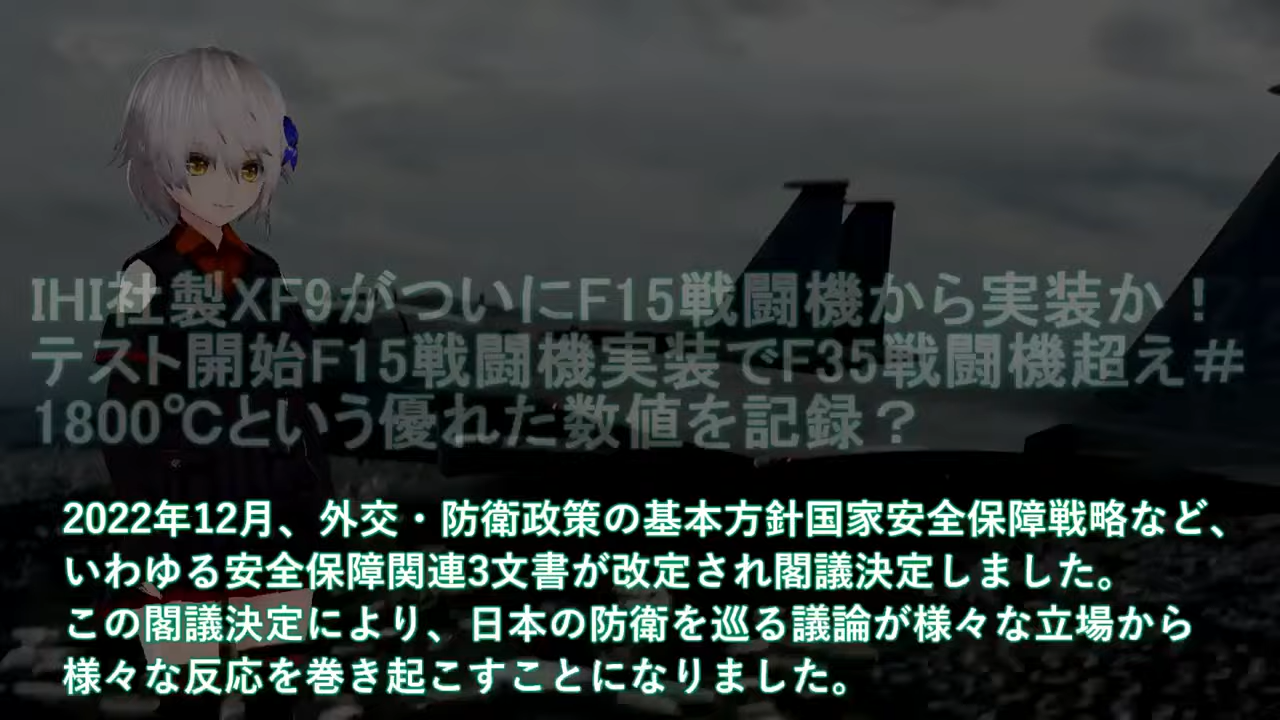 IHI社製XF9がついにF15戦闘機から実装か！
テスト開始F15戦闘機実装でF35戦闘機超え＃
1800℃という優れた数値を記録？
2022年12月、外交・防衛政策の基本方針国家安全保障戦略など、
いわゆる安全保障関連3文書が改定され閣議決定しました。
この閣議決定により、日本の防衛を巡る議論が様々な立場から
様々な反応を巻き起こすことになりました。